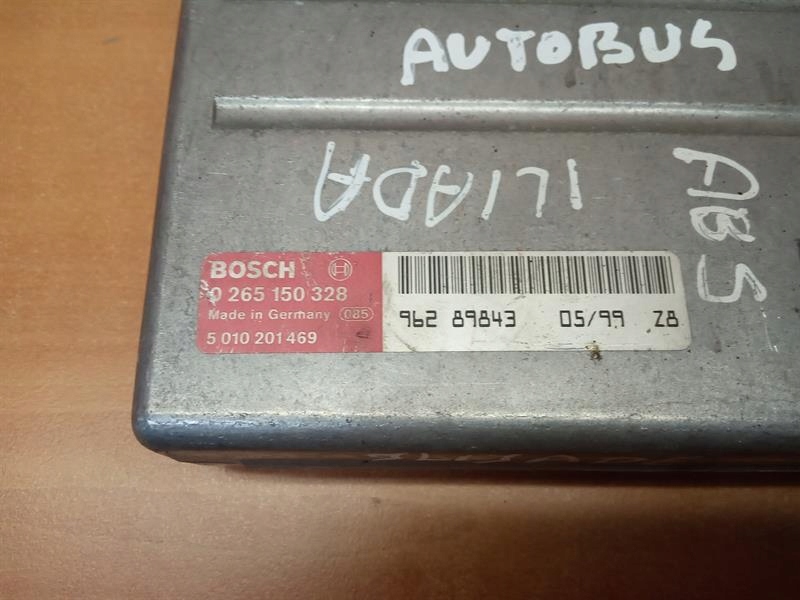 AUTOBUS
ILIADA
ABS
BOSCH
0 265 150 328
Made in Germany 085
5 010 201 469
962 89843 05/99 Z8